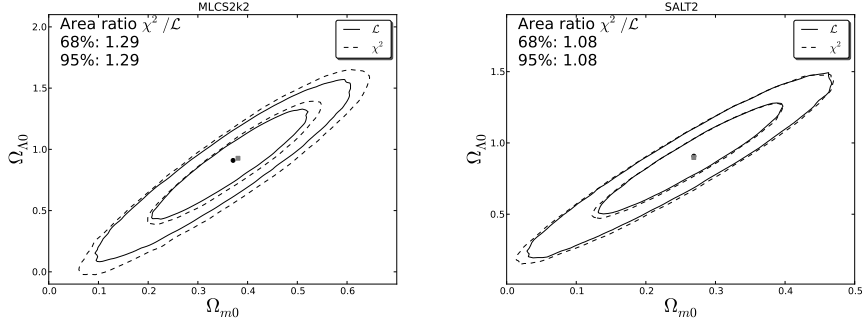 MLCS2k2
Area ratio χ² / ℒ
68%: 1.29
95%: 1.29
ℒ
χ²
2.0
1.5
1.0
0.5
0.0
Ω_Λ0
0.0 0.1 0.2 0.3 0.4 0.5 0.6
Ω_m0
SALT2
Area ratio χ² / ℒ
68%: 1.08
95%: 1.08
ℒ
χ²
1.5
1.0
0.5
Ω_Λ0
0.0 0.1 0.2 0.3 0.4 0.5
Ω_m0